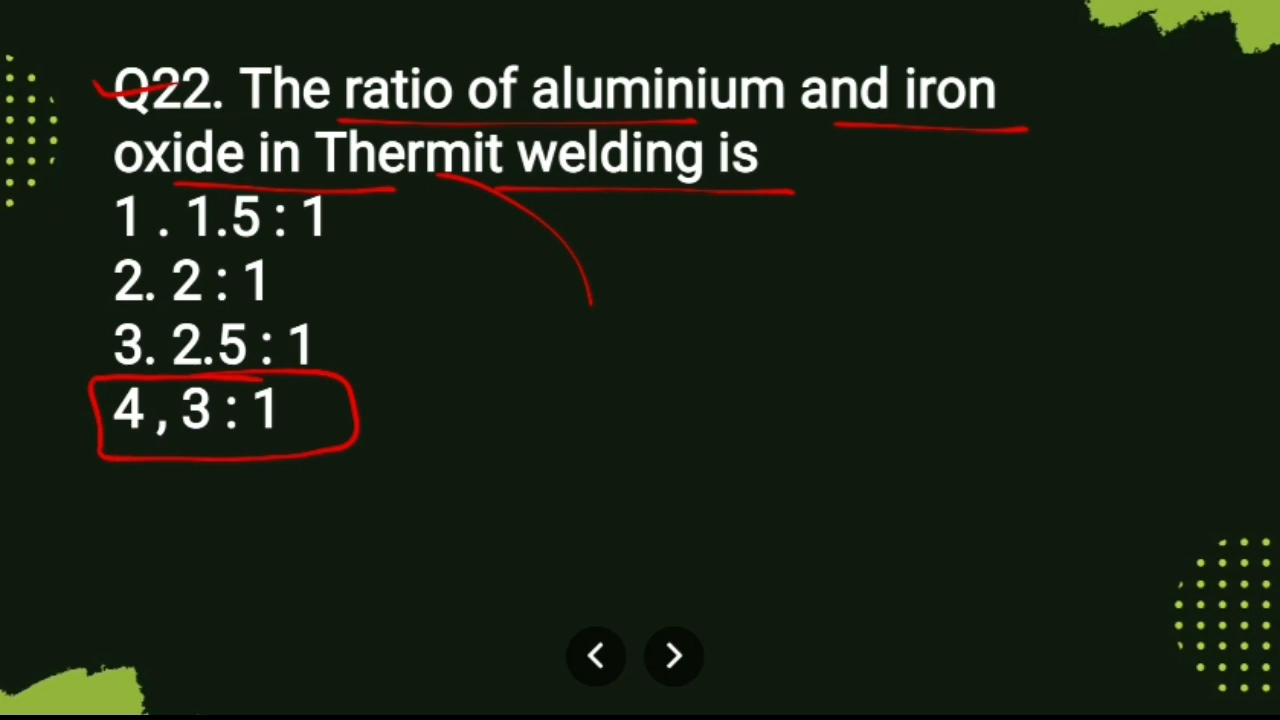 Q22. The ratio of aluminium and iron
oxide in Thermit welding is
1 . 1.5 : 1
2. 2 : 1
3. 2.5 : 1
4 , 3 : 1